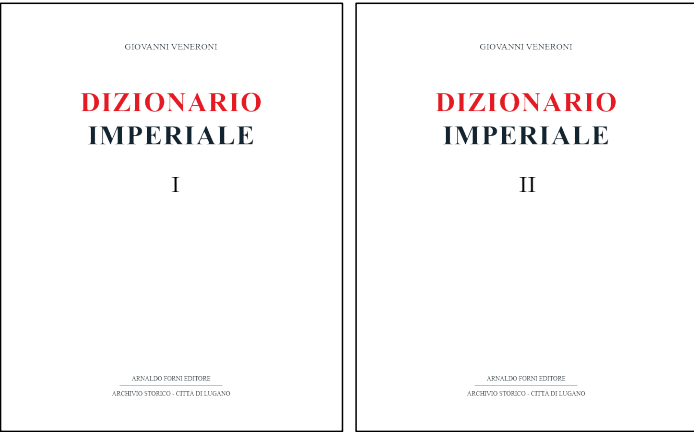 GIOVANNI VENERONI
DIZIONARIO
IMPERIALE
I
ARNALDO FORNI EDITORE
ARCHIVIO STORICO - CITTÀ DI LUGANO
GIOVANNI VENERONI
DIZIONARIO
IMPERIALE
II
ARNALDO FORNI EDITORE
ARCHIVIO STORICO - CITTÀ DI LUGANO